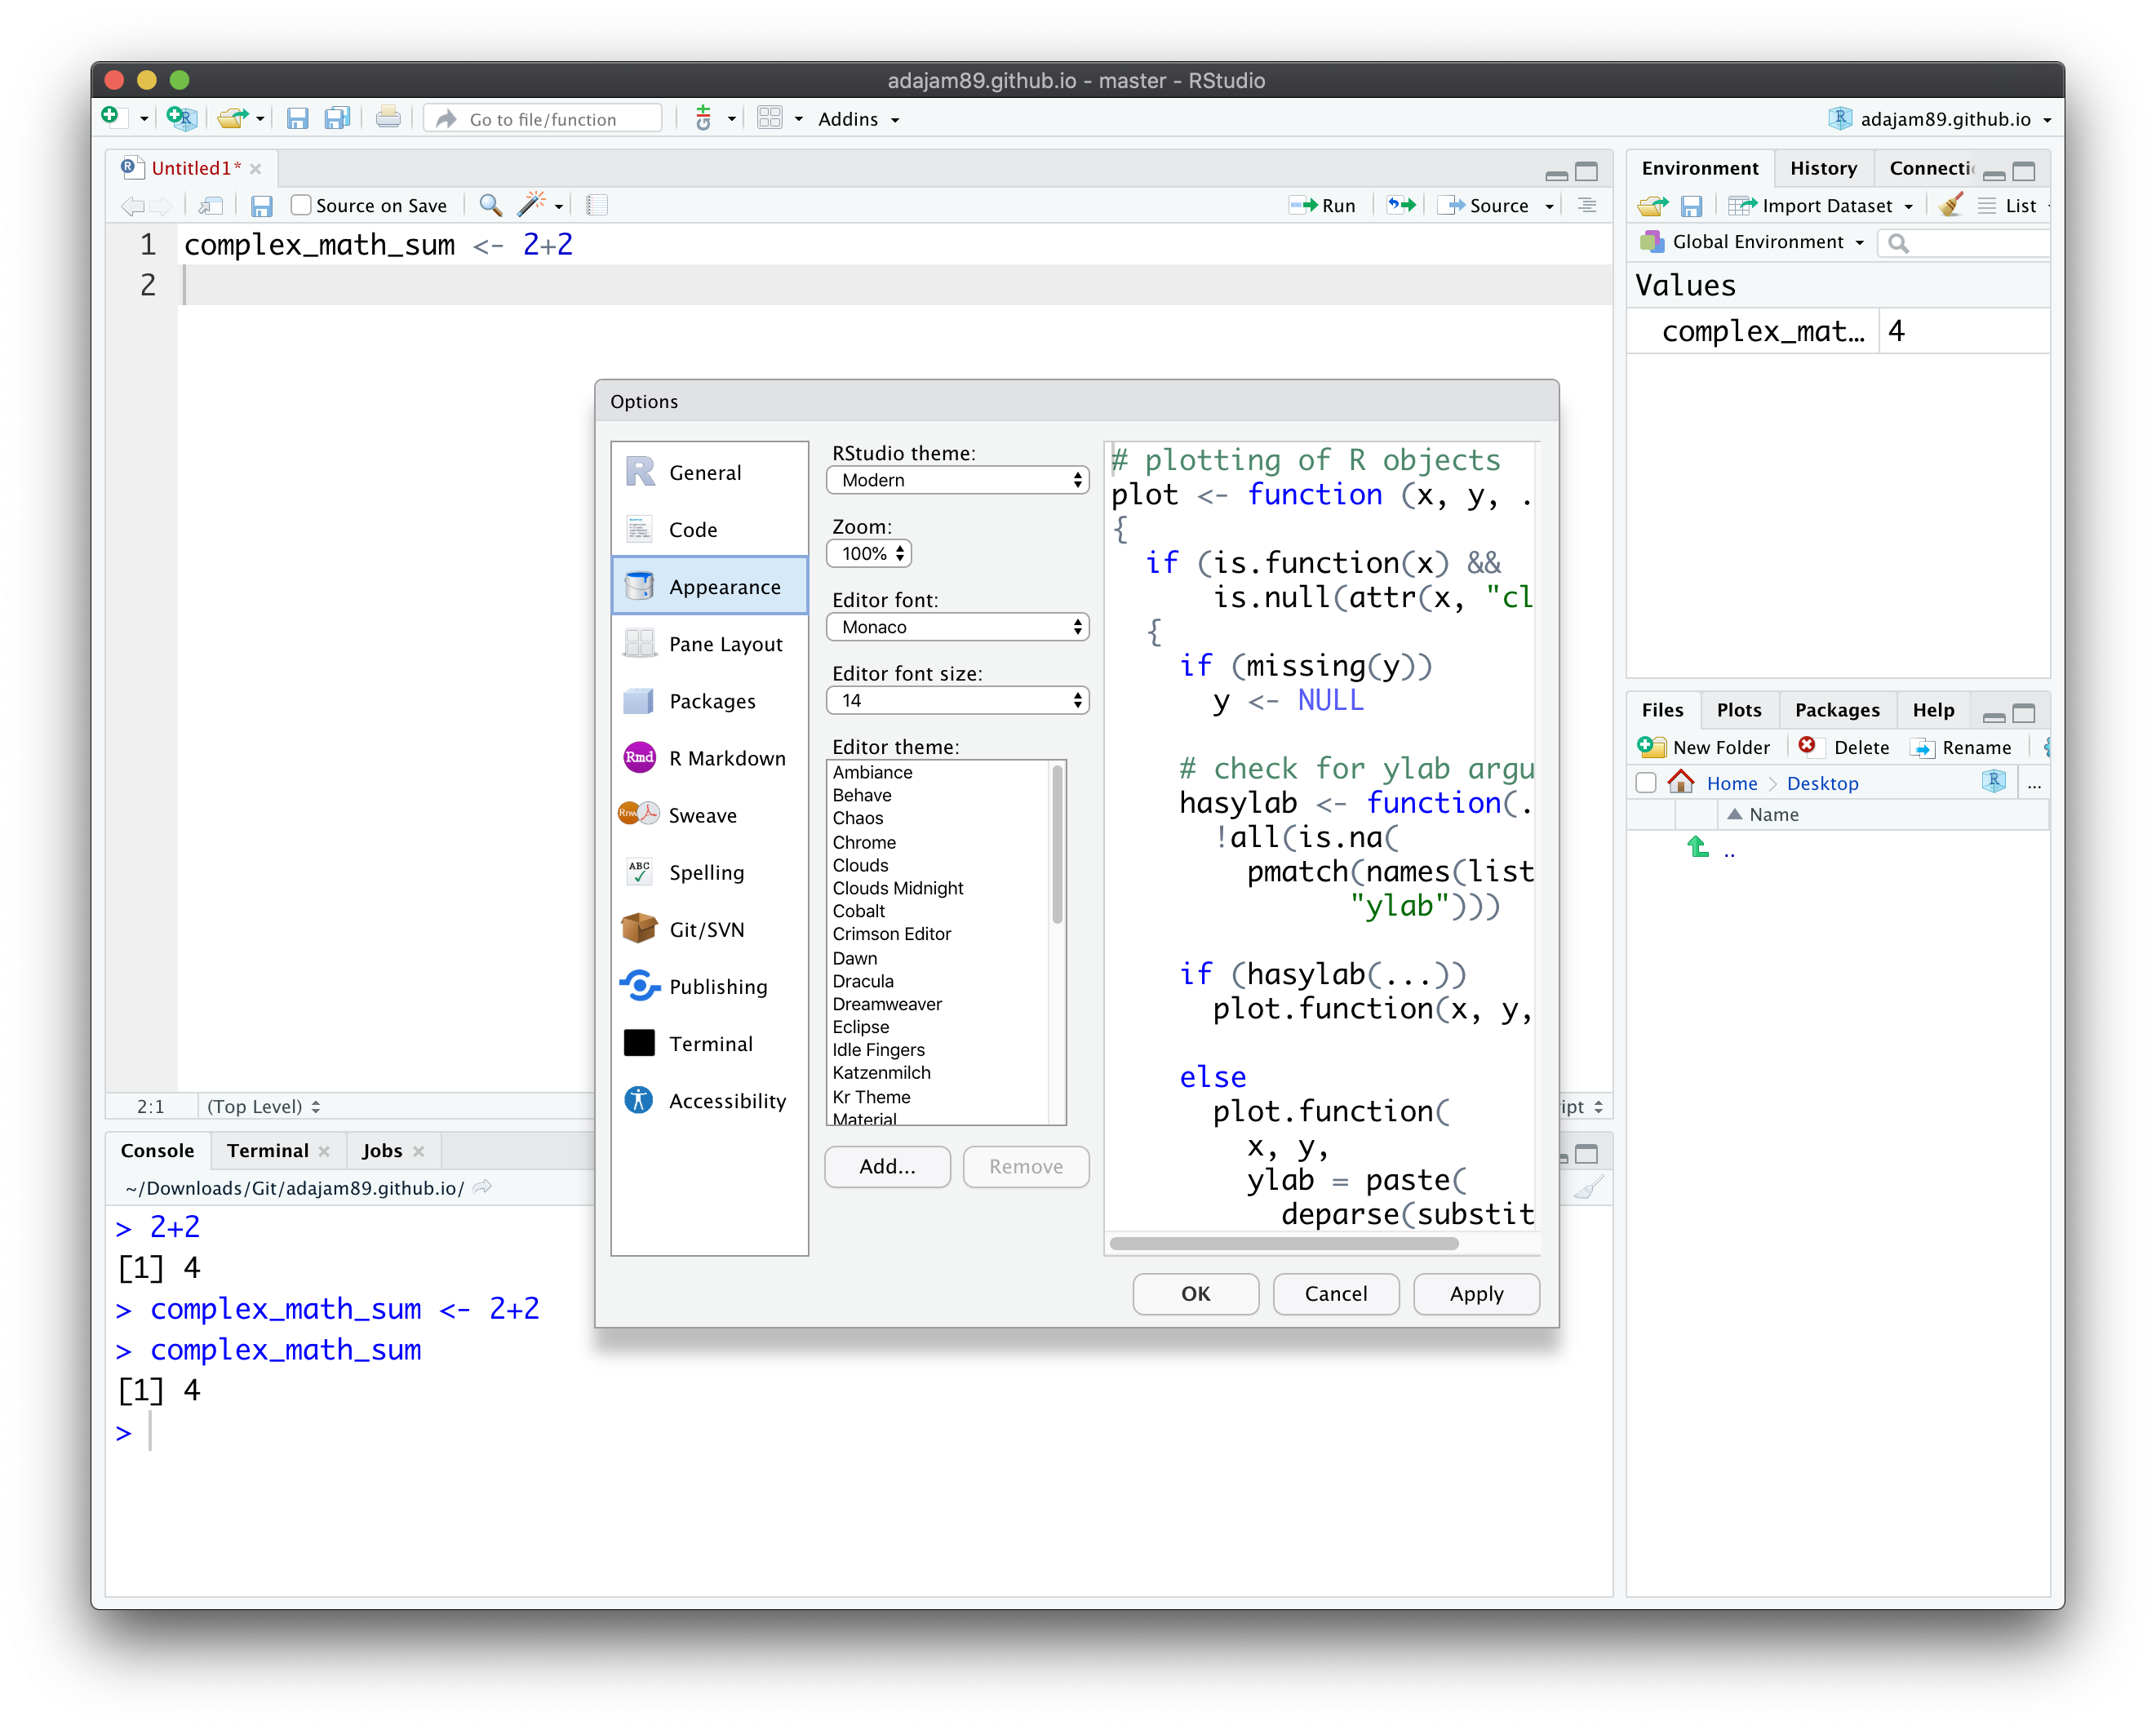 adajam89.github.io - master - RStudio
Go to file/function
Addins
adajam89.github.io
Untitled1*
Source on Save
Run
Source
1 complex_math_sum <- 2+2
2
2:1 (Top Level)
ipt
Console Terminal Jobs
~/Downloads/Git/adajam89.github.io/
> 2+2
[1] 4
> complex_math_sum <- 2+2
> complex_math_sum
[1] 4
>
Options
General
Code
Appearance
Pane Layout
Packages
Rmd R Markdown
Rnw Sweave
ABC Spelling
Git/SVN
Publishing
Terminal
Accessibility
RStudio theme:
Modern
Zoom:
100%
Editor font:
Monaco
Editor font size:
14
Editor theme:
Ambiance
Behave
Chaos
Chrome
Clouds
Clouds Midnight
Cobalt
Crimson Editor
Dawn
Dracula
Dreamweaver
Eclipse
Idle Fingers
Katzenmilch
Kr Theme
Material
Add...
Remove
# plotting of R objects
plot <- function (x, y, .
{
if (is.function(x) &&
is.null(attr(x, "cl
{
if (missing(y))
y <- NULL
# check for ylab argu
hasylab <- function(.
!all(is.na(
pmatch(names(list
"ylab")))
if (hasylab(...))
plot.function(x, y,
else
plot.function(
x, y,
ylab = paste(
deparse(substit
OK
Cancel
Apply
Environment History Connecti
Import Dataset
List
Global Environment
Values
complex_mat… 4
Files Plots Packages Help
New Folder Delete Rename
Home Desktop ...
Name
..